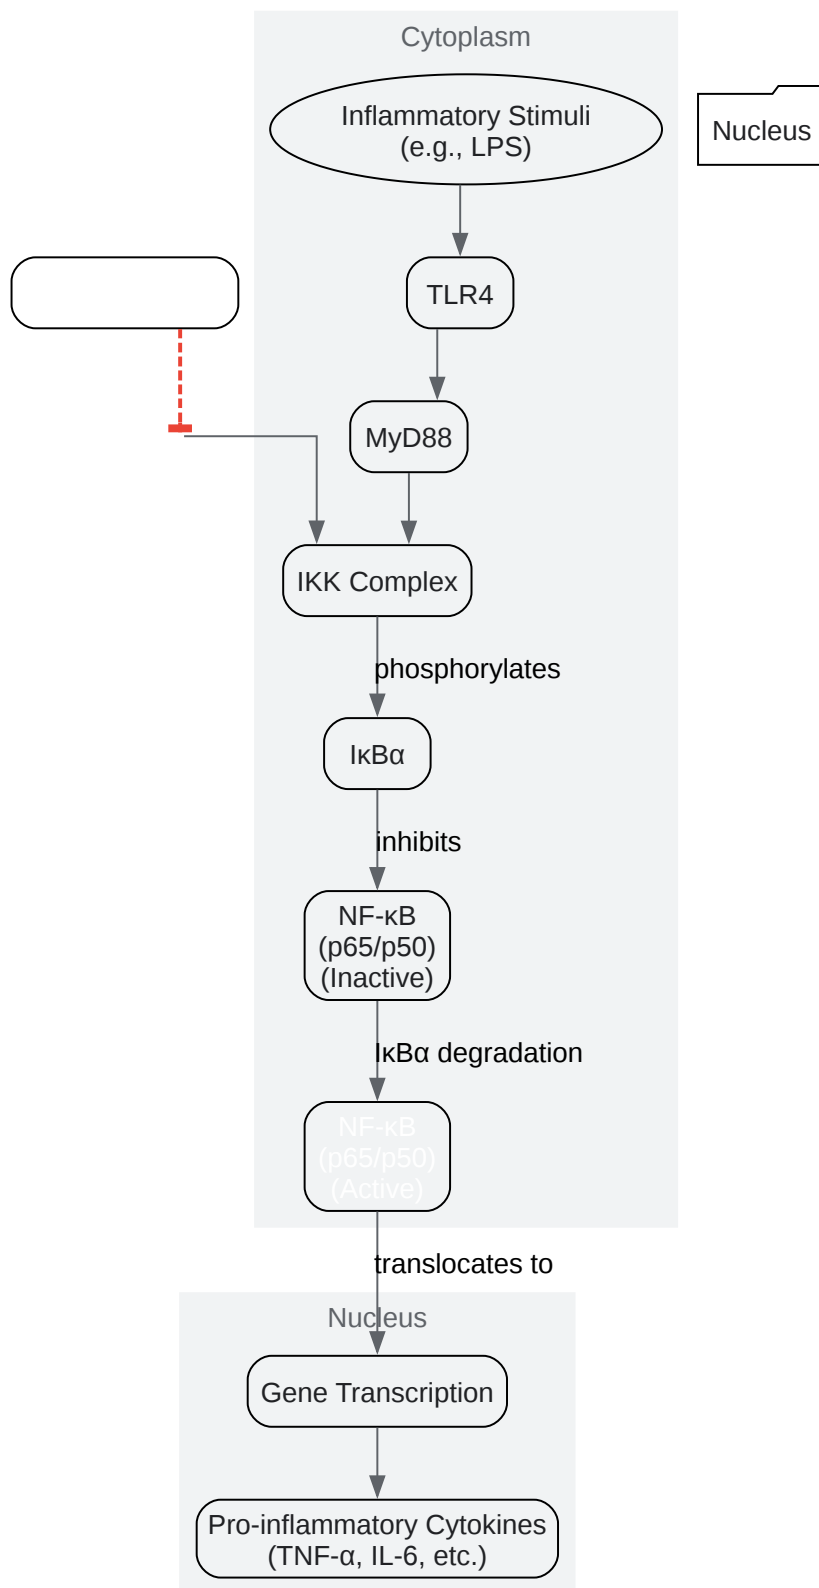 Cytoplasm
Inflammatory Stimuli
(e.g., LPS)
Nucleus
TLR4
MyD88
IKK Complex
phosphorylates
IκBα
inhibits
NF-κB
(p65/p50)
(Inactive)
IκBα degradation
NF-κB
(p65/p50)
(Active)
translocates to
Nucleus
Gene Transcription
Pro-inflammatory Cytokines
(TNF-α, IL-6, etc.)